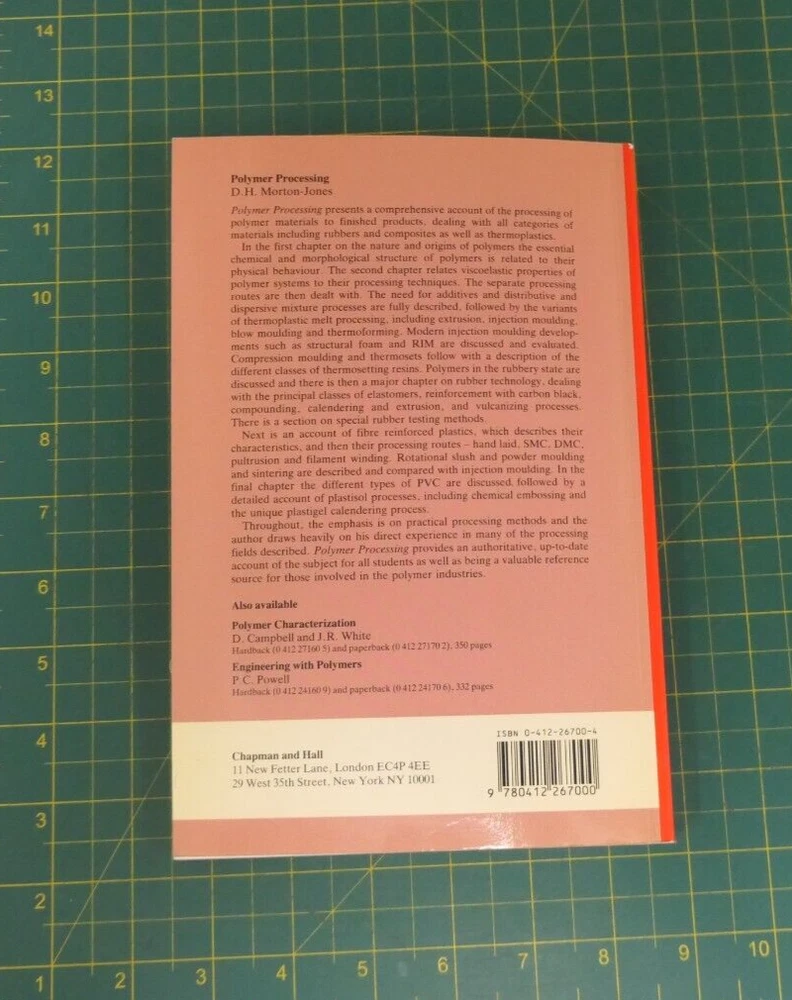 14
13
12
11
10
9
8
7
6
5
4
3
2
1
2
3
4
5
6
7
8
9
10
Polymer Processing
D.H. Morton-Jones
Polymer Processing presents a comprehensive account of the processing of
polymer materials to finished products, dealing with all categories of
materials including rubbers and composites as well as thermoplastics.
In the first chapter on the nature and origins of polymers the essential
chemical and morphological structure of polymers is related to their
physical behaviour. The second chapter relates viscoelastic properties of
polymer systems to their processing techniques. The separate processing
routes are then dealt with. The need for additives and distributive and
dispersive mixture processes are fully described, followed by the variants
of thermoplastic melt processing, including extrusion, injection moulding,
blow moulding and thermoforming. Modern injection moulding develop-
ments such as structural foam and RIM are discussed and evaluated.
Compression moulding and thermosets follow with a description of the
different classes of thermosetting resins. Polymers in the rubbery state are
discussed and there is then a major chapter on rubber technology, dealing
with the principal classes of elastomers, reinforcement with carbon black,
compounding, calendering and extrusion, and vulcanizing processes.
There is a section on special rubber testing methods.
Next is an account of fibre reinforced plastics, which describes their
characteristics, and then their processing routes – hand laid, SMC, DMC,
pultrusion and filament winding. Rotational slush and powder moulding
and sintering are described and compared with injection moulding. In the
final chapter the different types of PVC are discussed, followed by a
detailed account of plastisol processes, including chemical embossing and
the unique plastigel calendering process.
Throughout, the emphasis is on practical processing methods and the
author draws heavily on his direct experience in many of the processing
fields described. Polymer Processing provides an authoritative, up-to-date
account of the subject for all students as well as being a valuable reference
source for those involved in the polymer industries.
Also available
Polymer Characterization
D. Campbell and J.R. White
Hardback (0 412 27160 5) and paperback (0 412 27170 2), 350 pages
Engineering with Polymers
P.C. Powell
Hardback (0 412 24160 9) and paperback (0 412 24170 6), 332 pages
Chapman and Hall
11 New Fetter Lane, London EC4P 4EE
29 West 35th Street, New York NY 10001
ISBN 0-412-26700-4
9 780412 267000